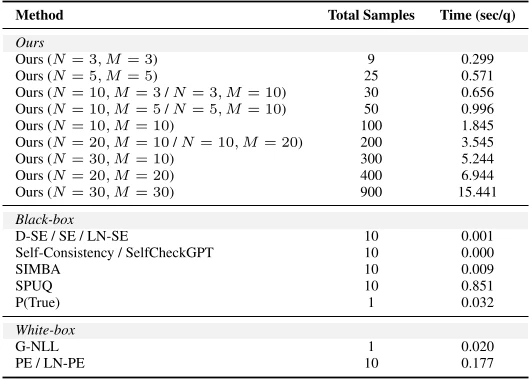 Method Total Samples Time (sec/q)
Ours
Ours (N = 3, M = 3) 9 0.299
Ours (N = 5, M = 5) 25 0.571
Ours (N = 10, M = 3 / N = 3, M = 10) 30 0.656
Ours (N = 10, M = 5 / N = 5, M = 10) 50 0.996
Ours (N = 10, M = 10) 100 1.845
Ours (N = 20, M = 10 / N = 10, M = 20) 200 3.545
Ours (N = 30, M = 10) 300 5.244
Ours (N = 20, M = 20) 400 6.944
Ours (N = 30, M = 30) 900 15.441
Black-box
D-SE / SE / LN-SE 10 0.001
Self-Consistency / SelfCheckGPT 10 0.000
SIMBA 10 0.009
SPUQ 10 0.851
P(True) 1 0.032
White-box
G-NLL 1 0.020
PE / LN-PE 10 0.177